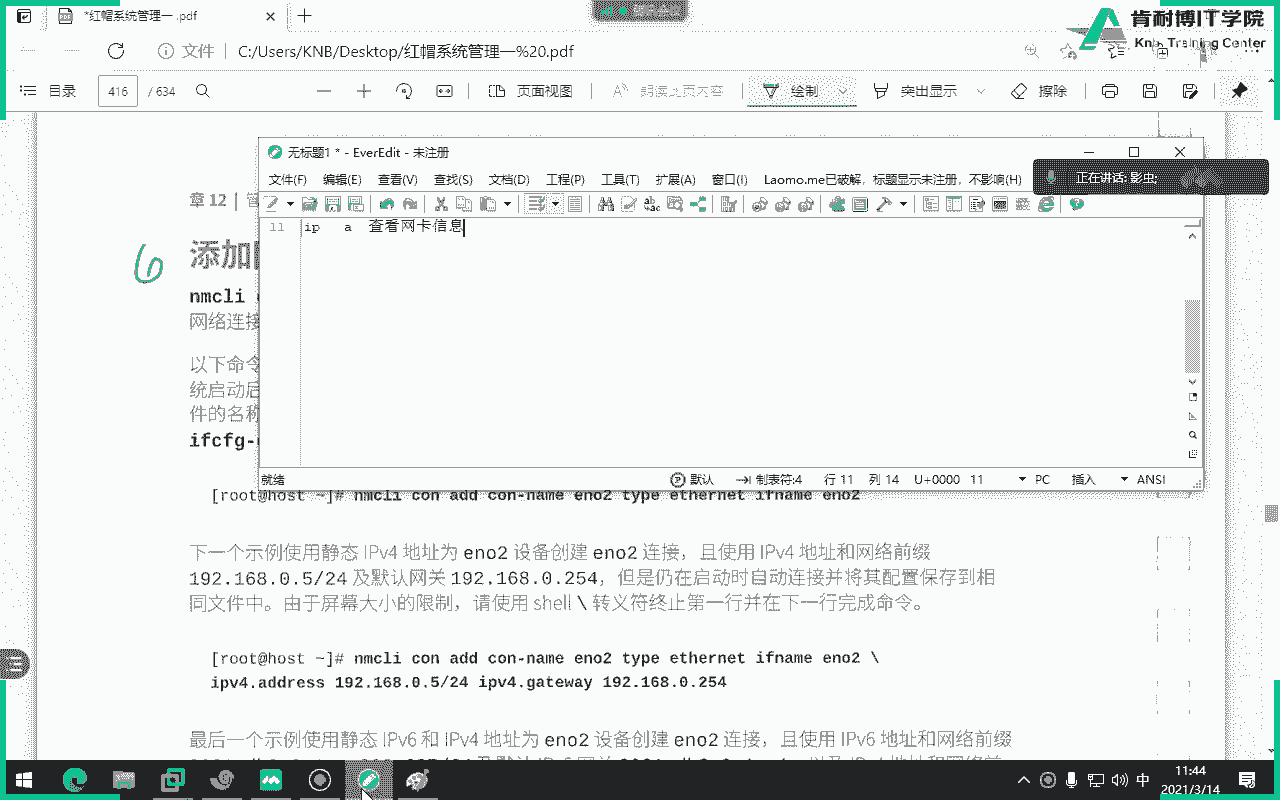 *红帽系统管理一 .pdf
肯耐博IT学院
Knb Training Center
文件
C:/Users/KNB/Desktop/红帽系统管理一%20.pdf
目录
416
/ 634
页面视图
朗读此页内容
绘制
突出显示
擦除
无标题1 * - EverEdit - 未注册
文件(F) 编辑(E) 查看(V) 查找(S) 文档(D) 工程(P) 工具(T) 扩展(A) 窗口(I) Laomo.me已破解，标题显示未注册，不影响(H)
正在讲话: 影虫;
章 12 |
11 ip a 查看网卡信息
6
添加
nmcli
网络连接
以下命令
统启动后
件的名称
ifcfg-
就绪
默认 制表符:4 行 11 列 14 U+0000 11 PC 插入 ANSI
[root@host ~]# nmcli con add con-name eno2 type ethernet ifname eno2
下一个示例使用静态 IPv4 地址为 eno2 设备创建 eno2 连接，且使用 IPv4 地址和网络前缀
192.168.0.5/24 及默认网关 192.168.0.254，但是仍在启动时自动连接并将其配置保存到相
同文件中。由于屏幕大小的限制，请使用 shell \ 转义符终止第一行并在下一行完成命令。
[root@host ~]# nmcli con add con-name eno2 type ethernet ifname eno2 \
ipv4.address 192.168.0.5/24 ipv4.gateway 192.168.0.254
最后一个示例使用静态 IPv6 和 IPv4 地址为 eno2 设备创建 eno2 连接，且使用 IPv6 地址和网络前缀
中
11:44
2021/3/14